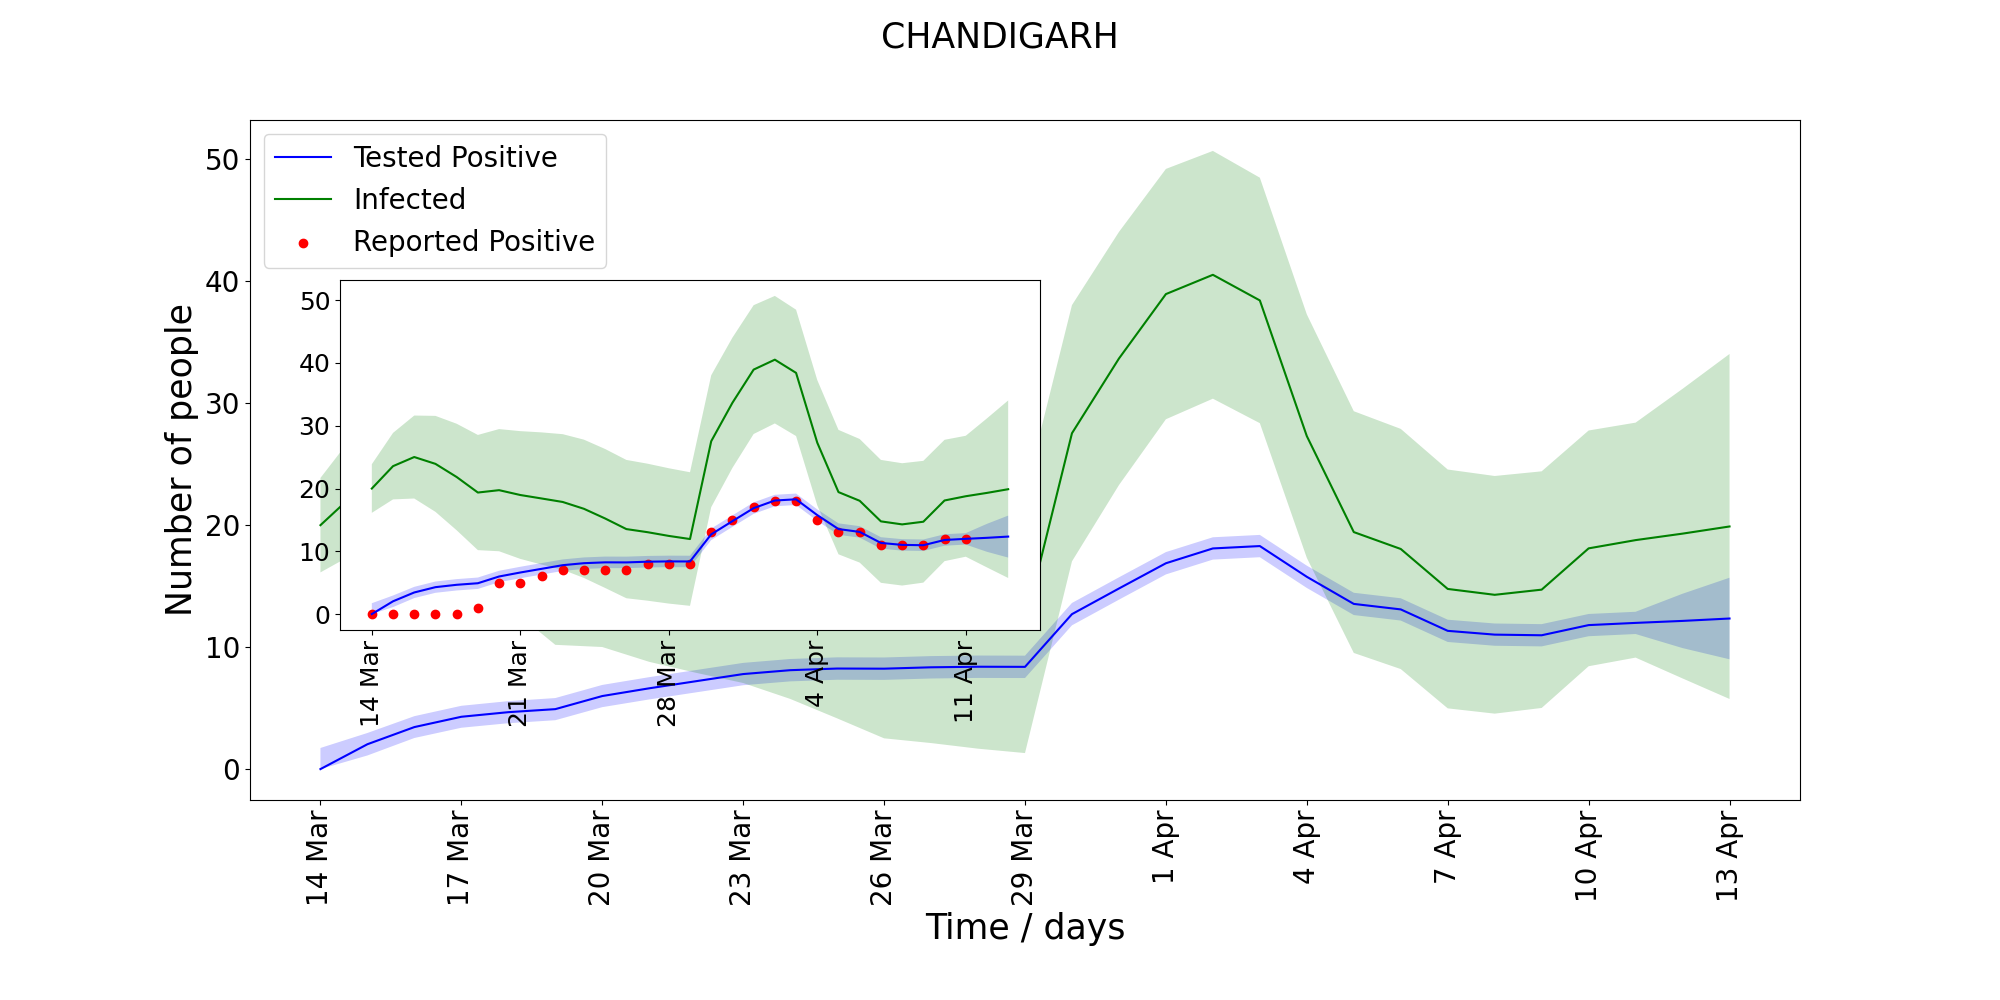 CHANDIGARH
Tested Positive
Infected
Reported Positive
Number of people
50
40
30
20
10
0
50
40
30
20
10
0
14 Mar
21 Mar
28 Mar
4 Apr
11 Apr
14 Mar
17 Mar
20 Mar
23 Mar
26 Mar
29 Mar
1 Apr
4 Apr
7 Apr
10 Apr
13 Apr
Time / days